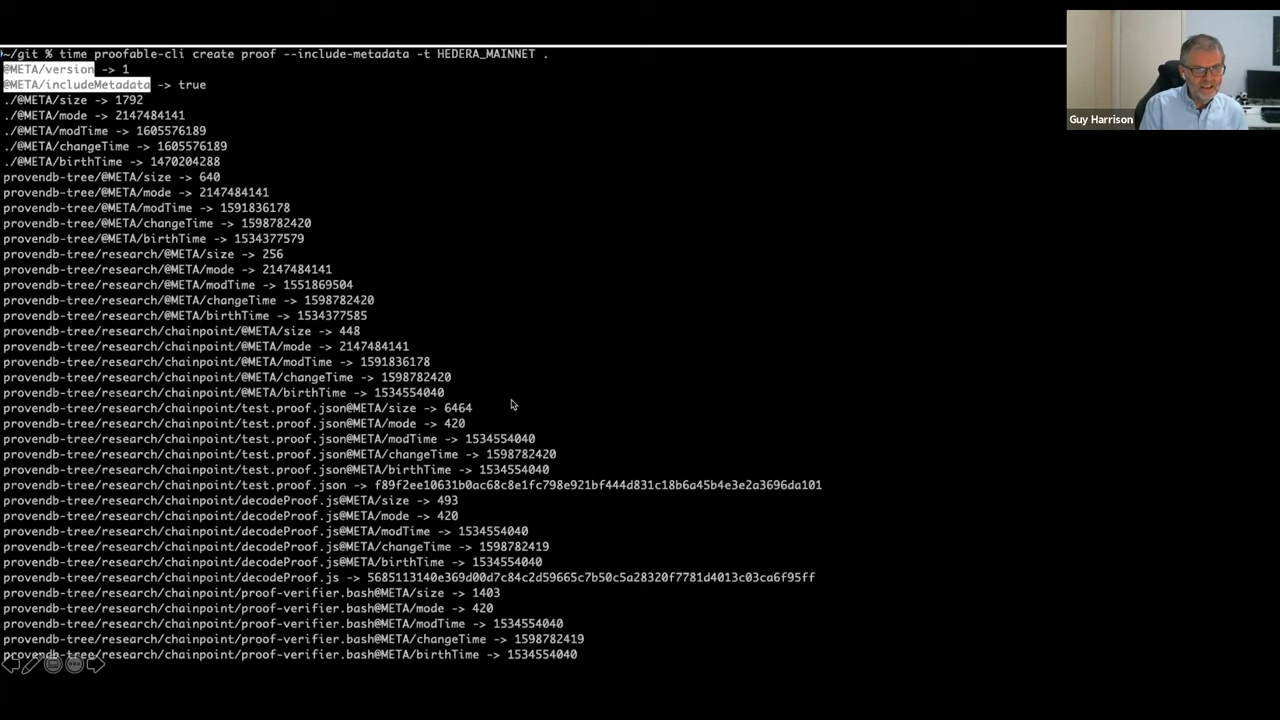 ~/git % time proofable-cli create proof --include-metadata -t HEDERA_MAINNET .
@META/version -> 1
@META/includeMetadata -> true
./@META/size -> 1792
./@META/mode -> 2147484141
./@META/modTime -> 1605576189
./@META/changeTime -> 1605576189
./@META/birthTime -> 1470204288
provendb-tree/@META/size -> 640
provendb-tree/@META/mode -> 2147484141
provendb-tree/@META/modTime -> 1591836178
provendb-tree/@META/changeTime -> 1598782420
provendb-tree/@META/birthTime -> 1534377579
provendb-tree/research/@META/size -> 256
provendb-tree/research/@META/mode -> 2147484141
provendb-tree/research/@META/modTime -> 1551869504
provendb-tree/research/@META/changeTime -> 1598782420
provendb-tree/research/@META/birthTime -> 1534377585
provendb-tree/research/chainpoint/@META/size -> 448
provendb-tree/research/chainpoint/@META/mode -> 2147484141
provendb-tree/research/chainpoint/@META/modTime -> 1591836178
provendb-tree/research/chainpoint/@META/changeTime -> 1598782420
provendb-tree/research/chainpoint/@META/birthTime -> 1534554040
provendb-tree/research/chainpoint/test.proof.json@META/size -> 6464
provendb-tree/research/chainpoint/test.proof.json@META/mode -> 420
provendb-tree/research/chainpoint/test.proof.json@META/modTime -> 1534554040
provendb-tree/research/chainpoint/test.proof.json@META/changeTime -> 1598782420
provendb-tree/research/chainpoint/test.proof.json@META/birthTime -> 1534554040
provendb-tree/research/chainpoint/test.proof.json -> f89f2ee10631b0ac68c8e1fc798e921bf444d831c18b6a45b4e3e2a3696da101
provendb-tree/research/chainpoint/decodeProof.js@META/size -> 493
provendb-tree/research/chainpoint/decodeProof.js@META/mode -> 420
provendb-tree/research/chainpoint/decodeProof.js@META/modTime -> 1534554040
provendb-tree/research/chainpoint/decodeProof.js@META/changeTime -> 1598782419
provendb-tree/research/chainpoint/decodeProof.js@META/birthTime -> 1534554040
provendb-tree/research/chainpoint/decodeProof.js -> 5685113140e369d00d7c84c2d59665c7b50c5a28320f7781d4013c03ca6f95ff
provendb-tree/research/chainpoint/proof-verifier.bash@META/size -> 1403
provendb-tree/research/chainpoint/proof-verifier.bash@META/mode -> 420
provendb-tree/research/chainpoint/proof-verifier.bash@META/modTime -> 1534554040
provendb-tree/research/chainpoint/proof-verifier.bash@META/changeTime -> 1598782419
provendb-tree/research/chainpoint/proof-verifier.bash@META/birthTime -> 1534554040
Guy Harrison